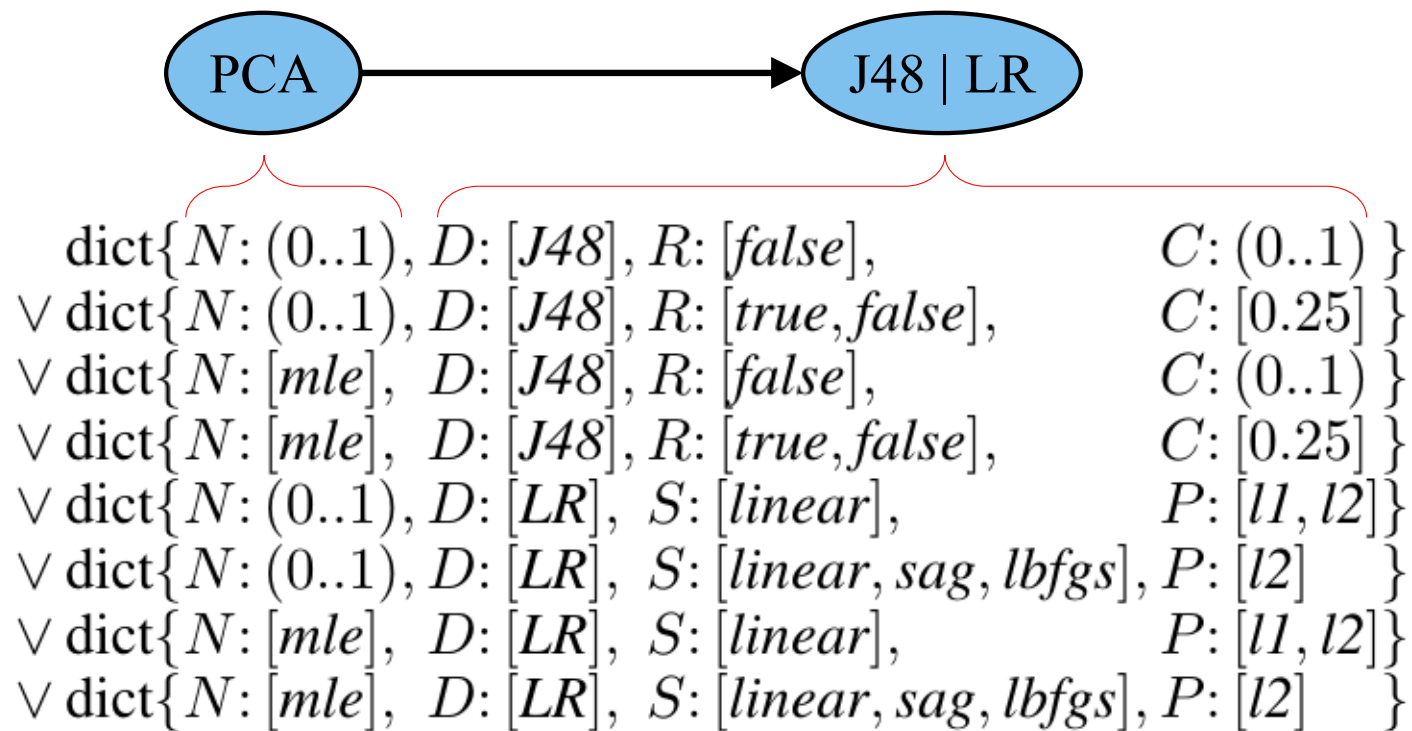 PCA J48 | LR
dict{ N: (0..1), D: [J48], R: [false], C: (0..1) }
∨ dict{ N: (0..1), D: [J48], R: [true, false], C: [0.25] }
∨ dict{ N: [mle], D: [J48], R: [false], C: (0..1) }
∨ dict{ N: [mle], D: [J48], R: [true, false], C: [0.25] }
∨ dict{ N: (0..1), D: [LR], S: [linear], P: [l1, l2]}
∨ dict{ N: (0..1), D: [LR], S: [linear, sag, lbfgs], P: [l2] }
∨ dict{ N: [mle], D: [LR], S: [linear], P: [l1, l2]}
∨ dict{ N: [mle], D: [LR], S: [linear, sag, lbfgs], P: [l2] }